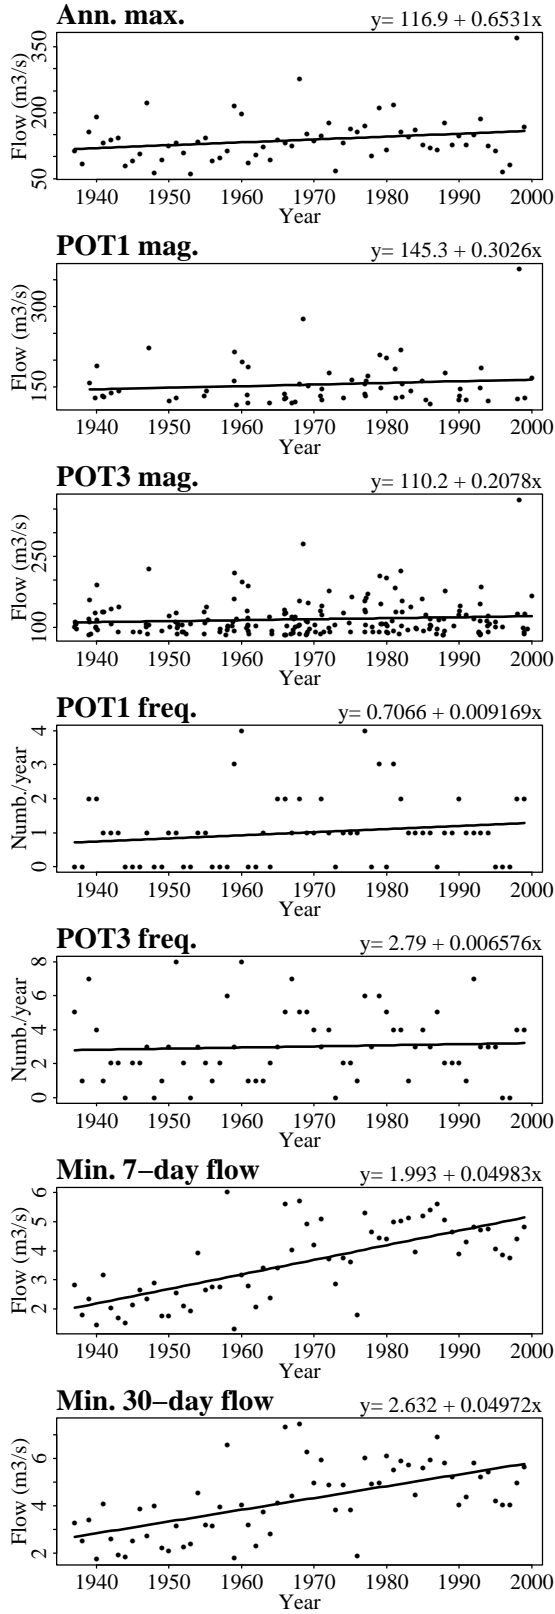 Ann. max. y= 116.9 + 0.6531x
Flow (m3/s)
350
200
50
1940 1950 1960 1970 1980 1990 2000
Year
POT1 mag. y= 145.3 + 0.3026x
Flow (m3/s)
300
150
1940 1950 1960 1970 1980 1990 2000
Year
POT3 mag. y= 110.2 + 0.2078x
Flow (m3/s)
250
100
1940 1950 1960 1970 1980 1990 2000
Year
POT1 freq. y= 0.7066 + 0.009169x
Numb./year
4
3
2
1
0
1940 1950 1960 1970 1980 1990 2000
Year
POT3 freq. y= 2.79 + 0.006576x
Numb./year
8
6
4
2
0
1940 1950 1960 1970 1980 1990 2000
Year
Min. 7−day flow y= 1.993 + 0.04983x
Flow (m3/s)
6
5
4
3
2
1940 1950 1960 1970 1980 1990 2000
Year
Min. 30−day flow y= 2.632 + 0.04972x
Flow (m3/s)
6
4
2
1940 1950 1960 1970 1980 1990 2000
Year